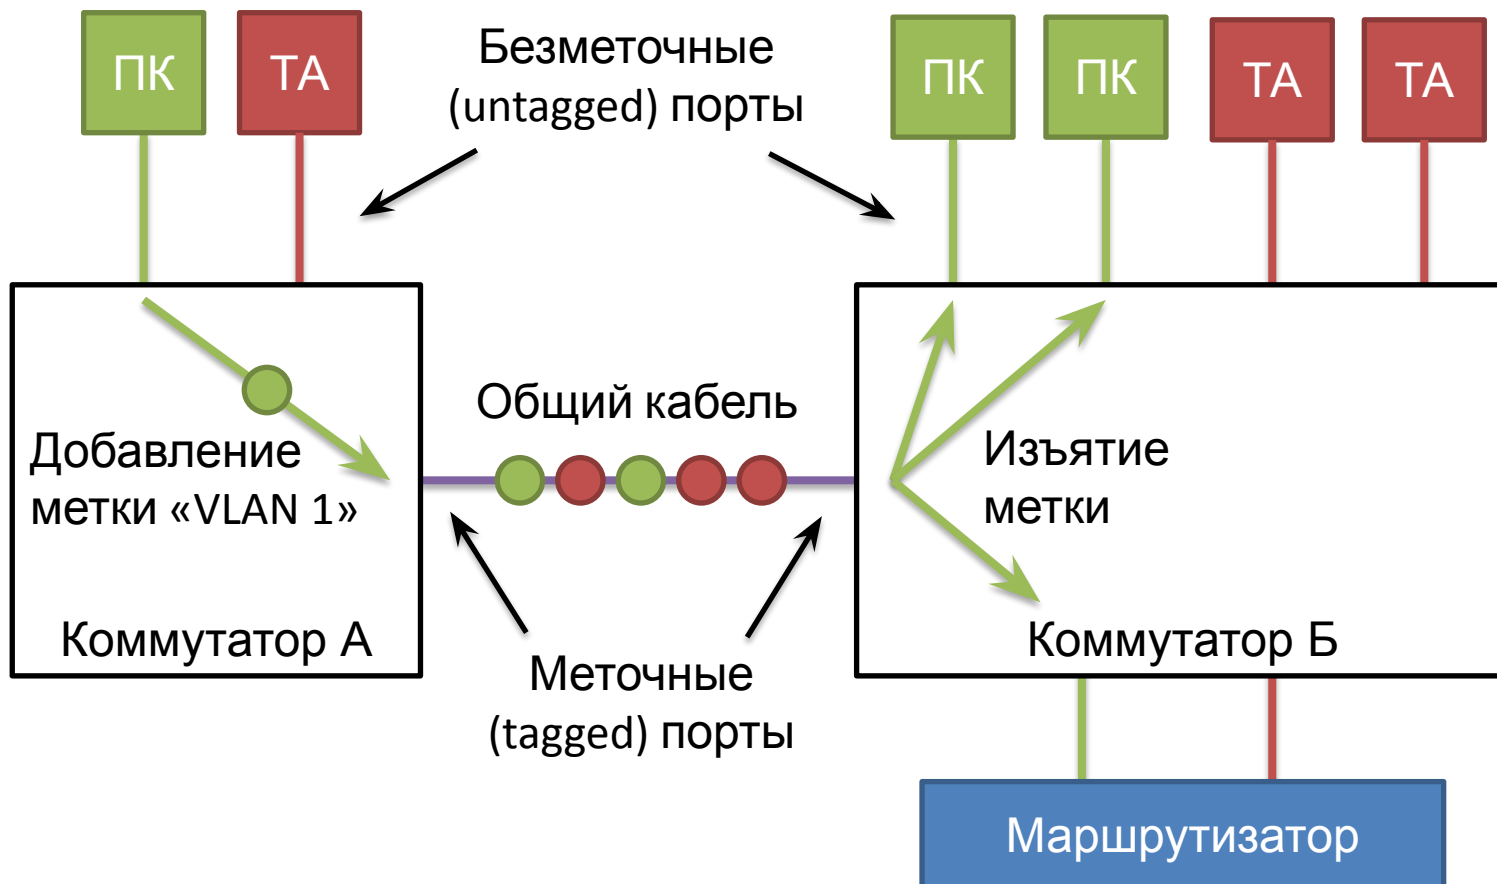 ПК
ТА
Безметочные
(untagged) порты
ПК
ПК
ТА
ТА
Общий кабель
Добавление
метки «VLAN 1»
Изъятие
метки
Коммутатор А
Коммутатор Б
Меточные
(tagged) порты
Маршрутизатор